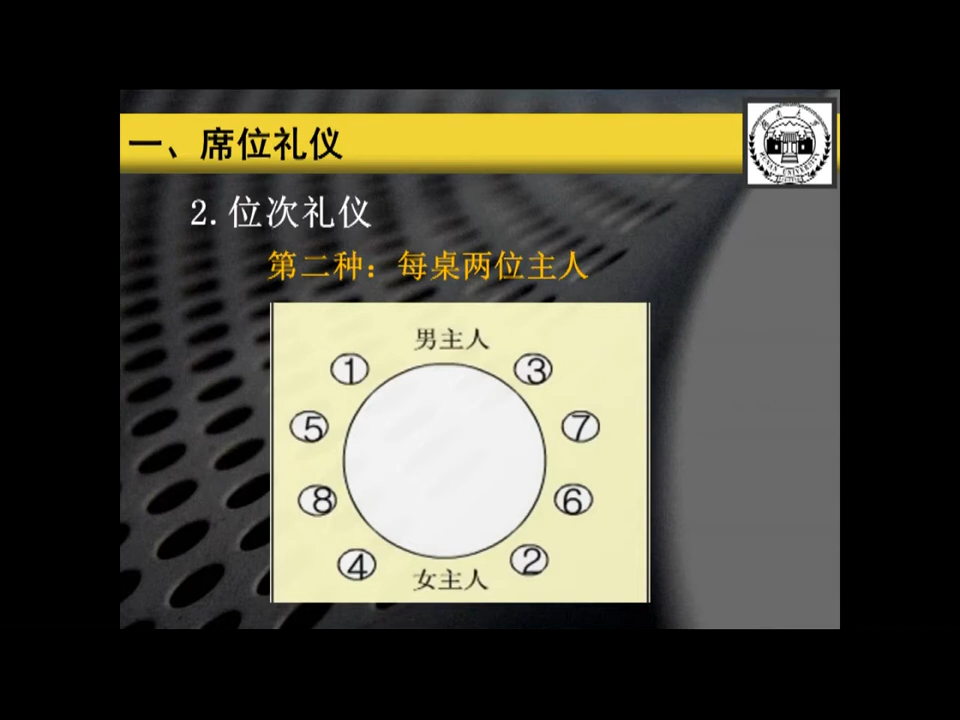 一、席位礼仪
2.位次礼仪
第二种：每桌两位主人
男主人
① ③
⑤ ⑦
⑧ ⑥
④ ②
女主人